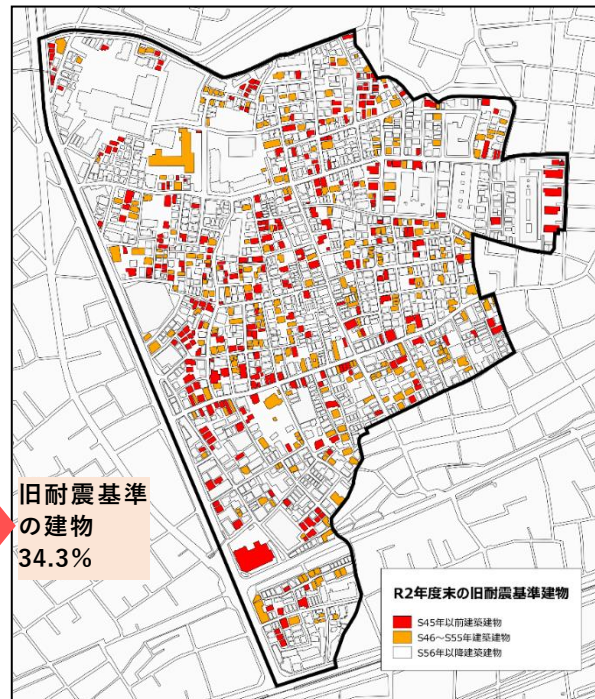 旧耐震基準
の建物
34.3%
R2年度末の旧耐震基準建物
S45年以前建築建物
S46~S55年建築建物
S56年以降建築建物